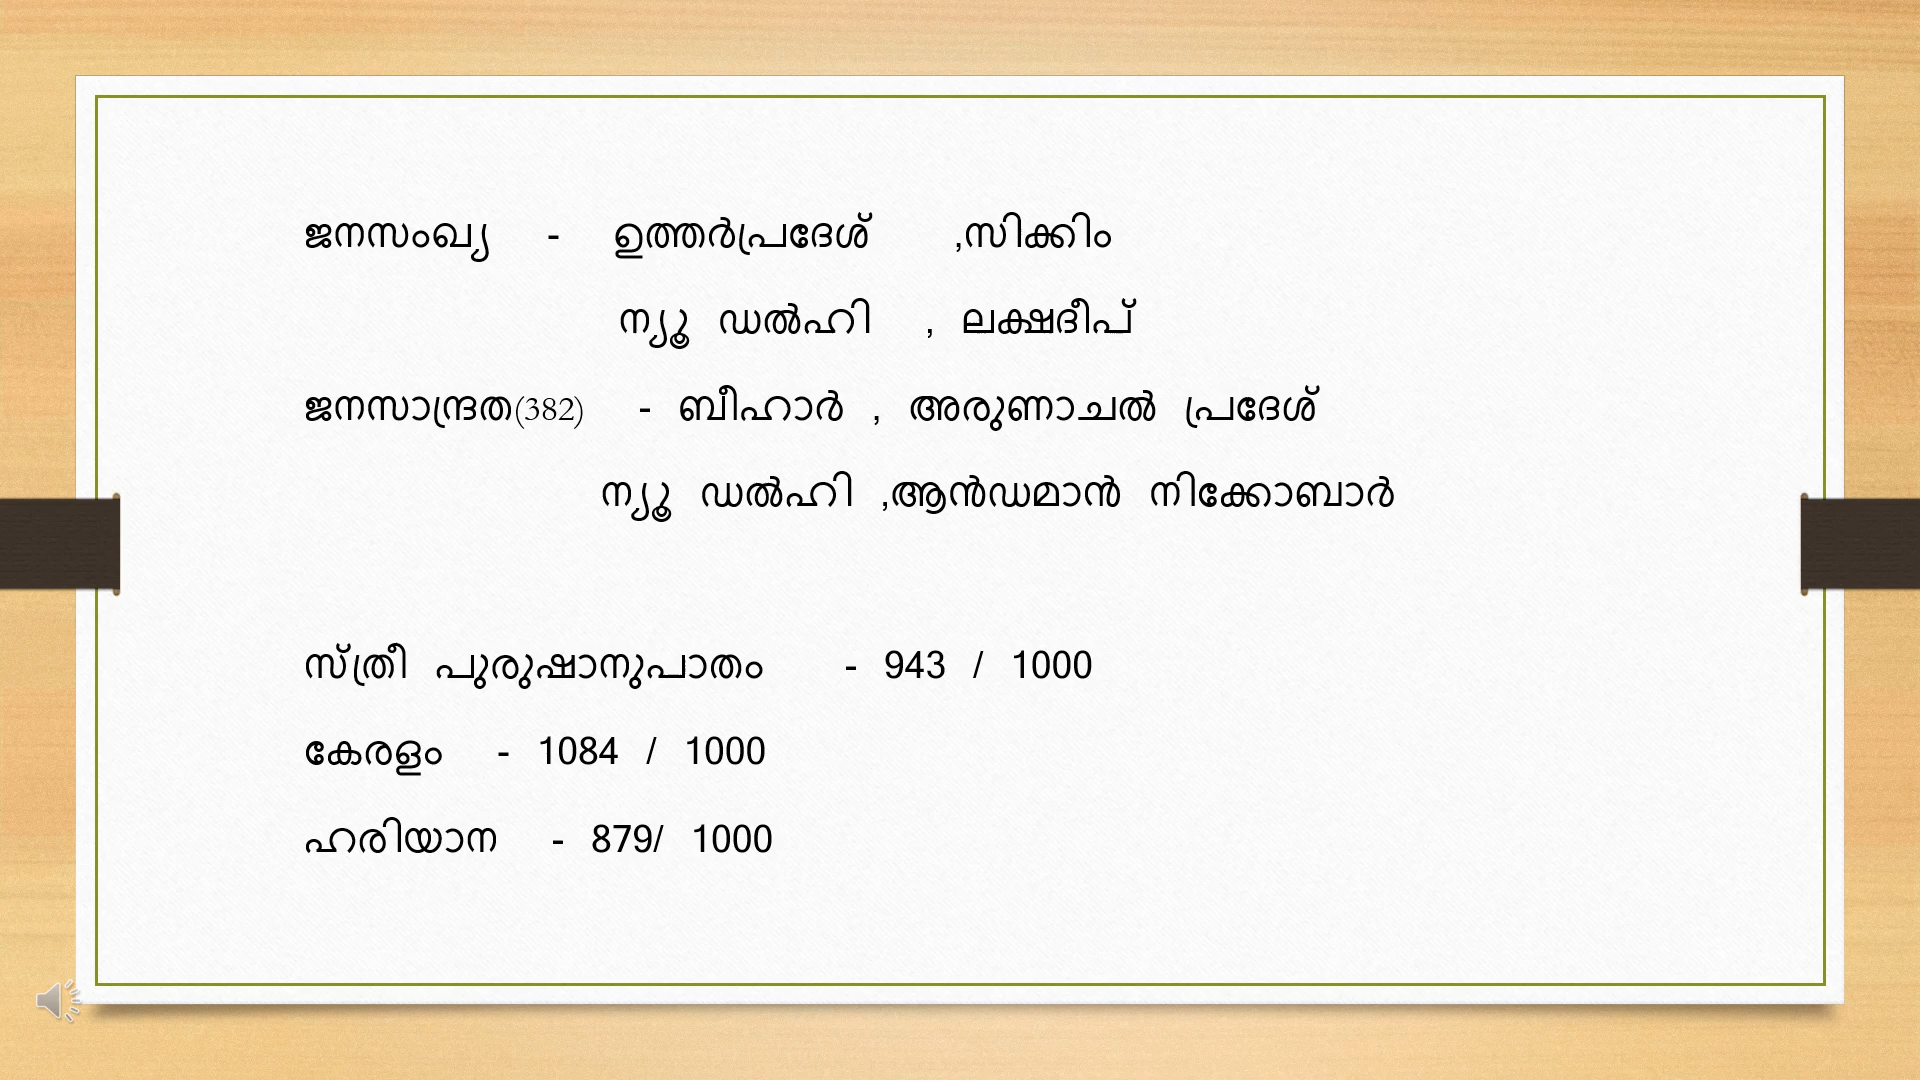 ജനസംഖ്യ - ഉത്തർപ്രദേശ് ,സിക്കിം
ന്യൂ ഡൽഹി , ലക്ഷദീപ്
ജനസാന്ദ്രത(382) - ബീഹാർ , അരുണാചൽ പ്രദേശ്
ന്യൂ ഡൽഹി ,ആൻഡമാൻ നിക്കോബാർ
സ്ത്രീ പുരുഷാനുപാതം - 943 / 1000
കേരളം - 1084 / 1000
ഹരിയാന - 879/ 1000